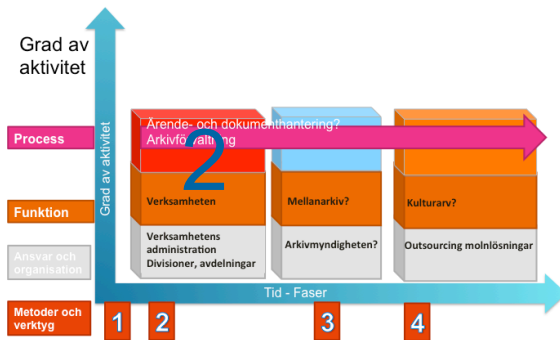 Grad av
aktivitet
Grad av aktivitet
Ärende- och dokumenthantering?
Arkivförvaltning
2
Process
Funktion
Verksamheten
Mellanarkiv?
Kulturarv?
Ansvar och
organisation
Verksamhetens
administration
Divisioner, avdelningar
Arkivmyndigheten?
Outsourcing molnlösningar
Tid - Faser
Metoder och
verktyg
1
2
3
4